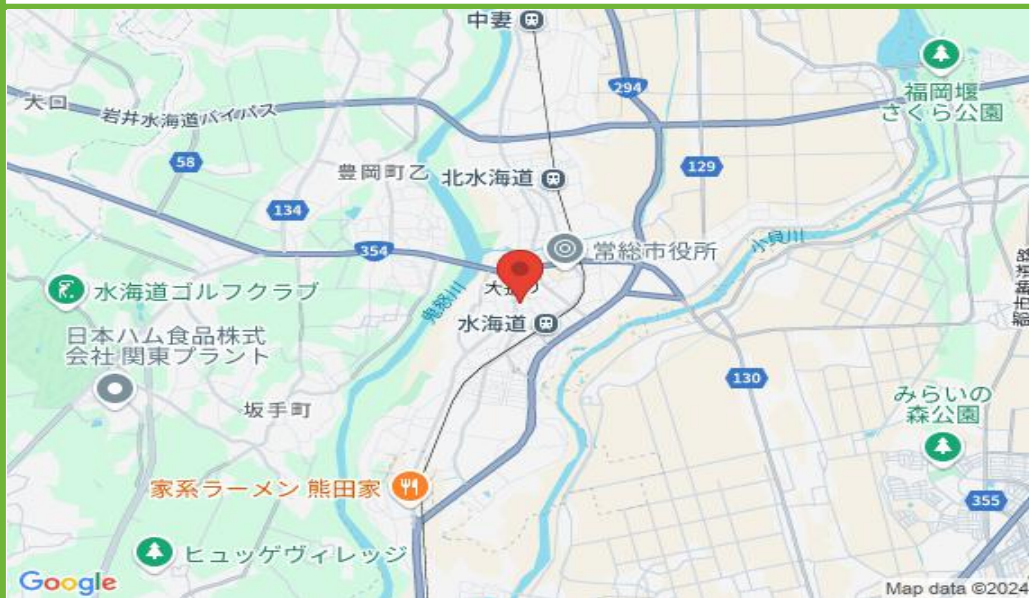 中妻
294
大口
岩井水海道バイパス
福岡堰
さくら公園
58
豊岡町乙
北水海道
129
134
354
常総市役所
小貝川
水海道ゴルフクラブ
鬼怒川
水海道
日本ハム食品株式
会社 関東プラント
130
坂手町
みらいの
森公園
家系ラーメン 熊田家
355
ヒュッゲヴィレッジ
Google
Map data ©2024